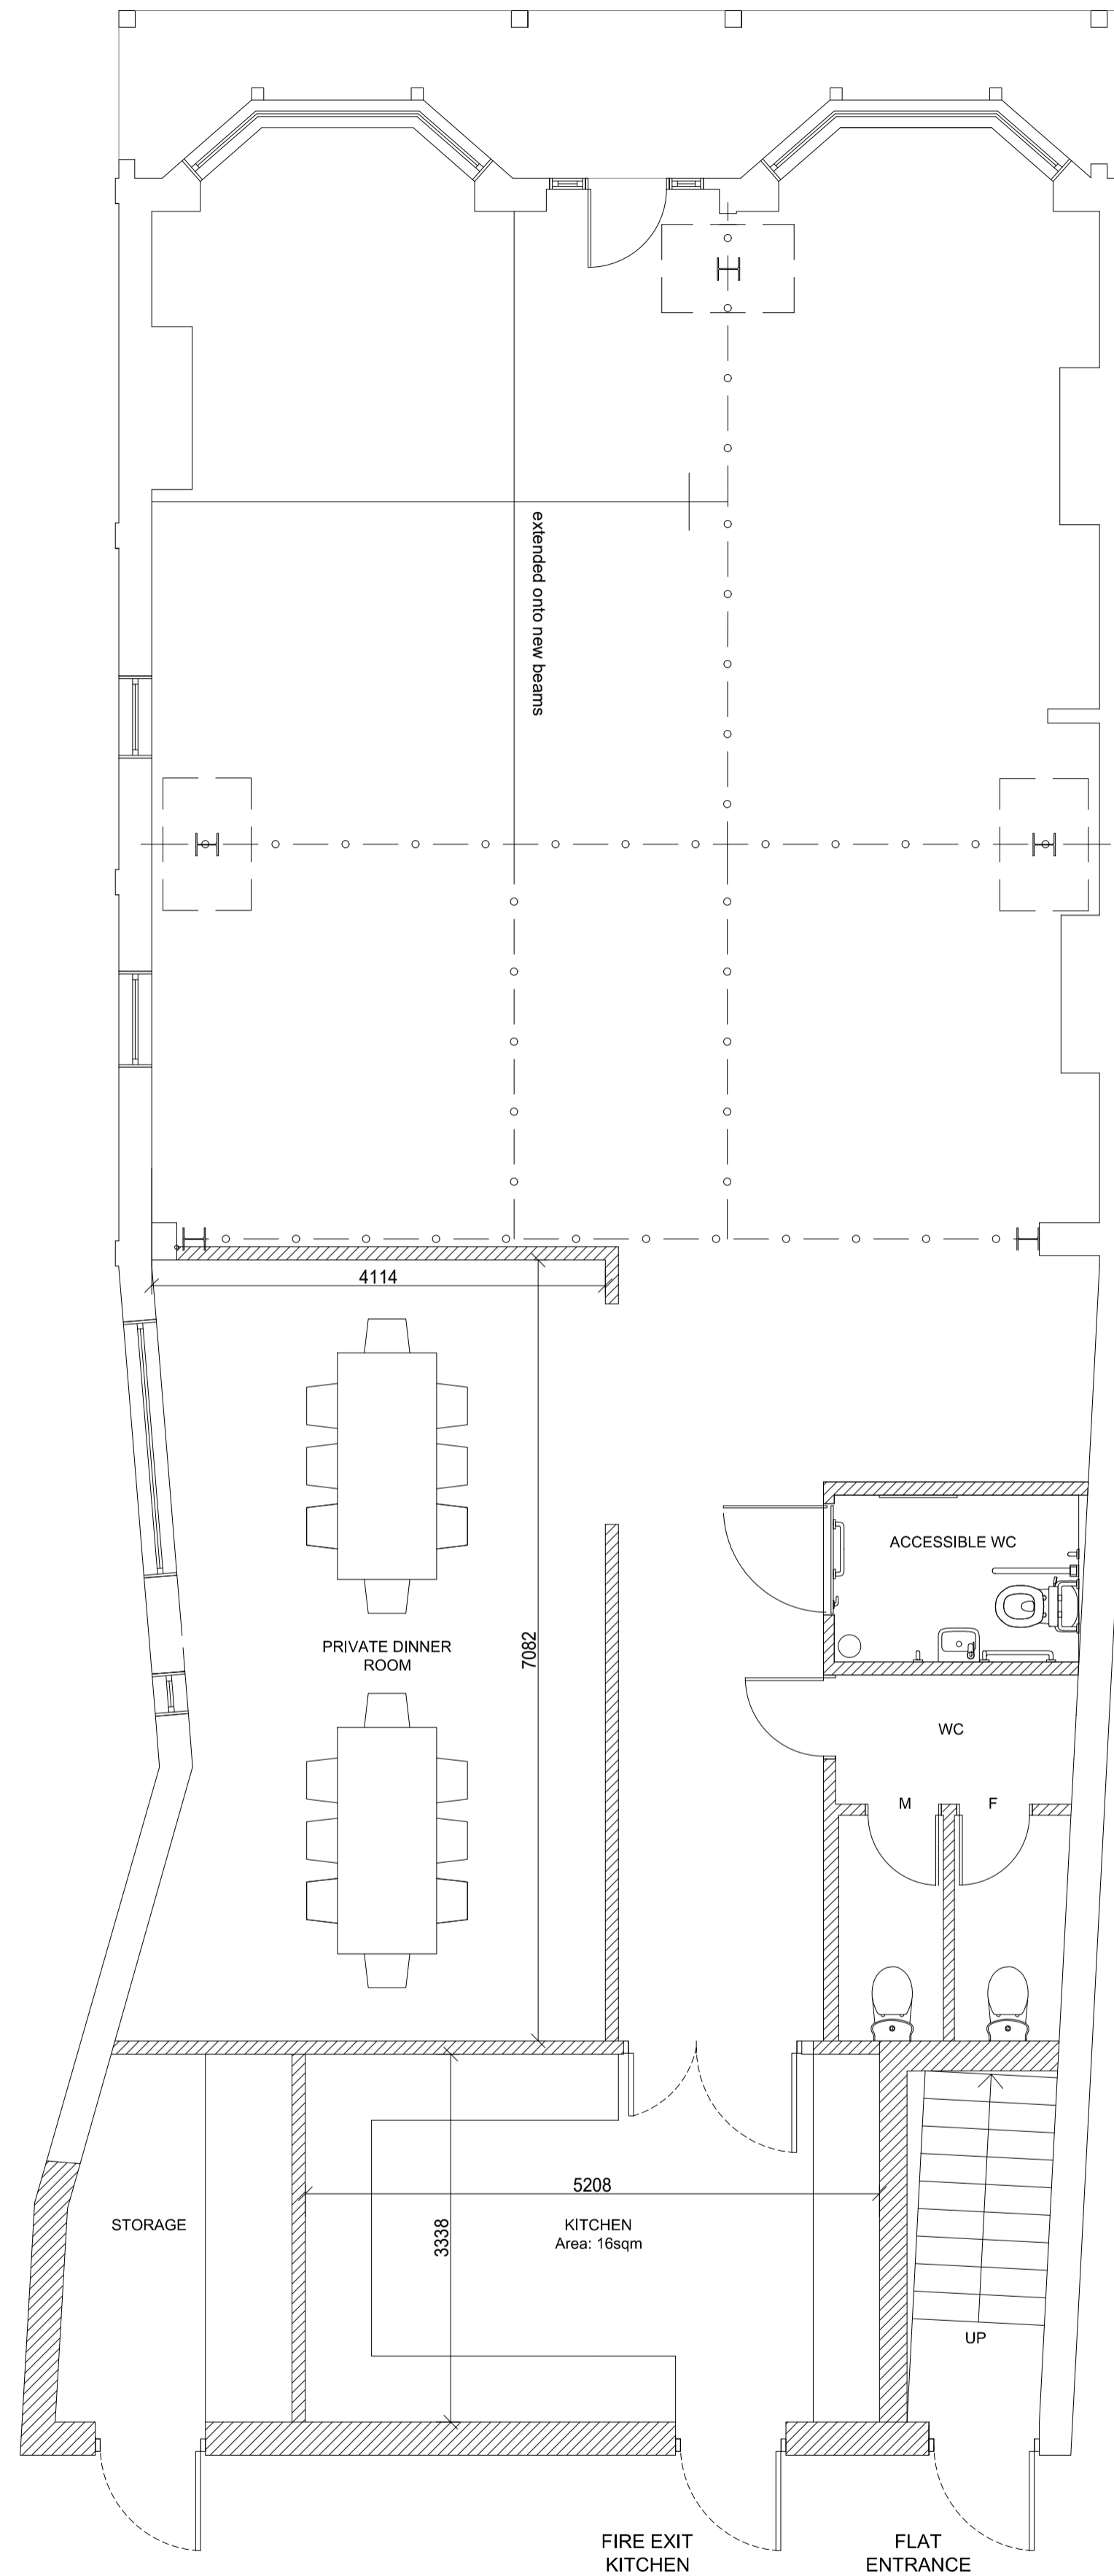 extended onto new beams
4114
ACCESSIBLE WC
PRIVATE DINNER
ROOM
7082
WC
M
F
5208
STORAGE
3338
KITCHEN
Area: 16sqm
UP
FIRE EXIT
KITCHEN
FLAT
ENTRANCE